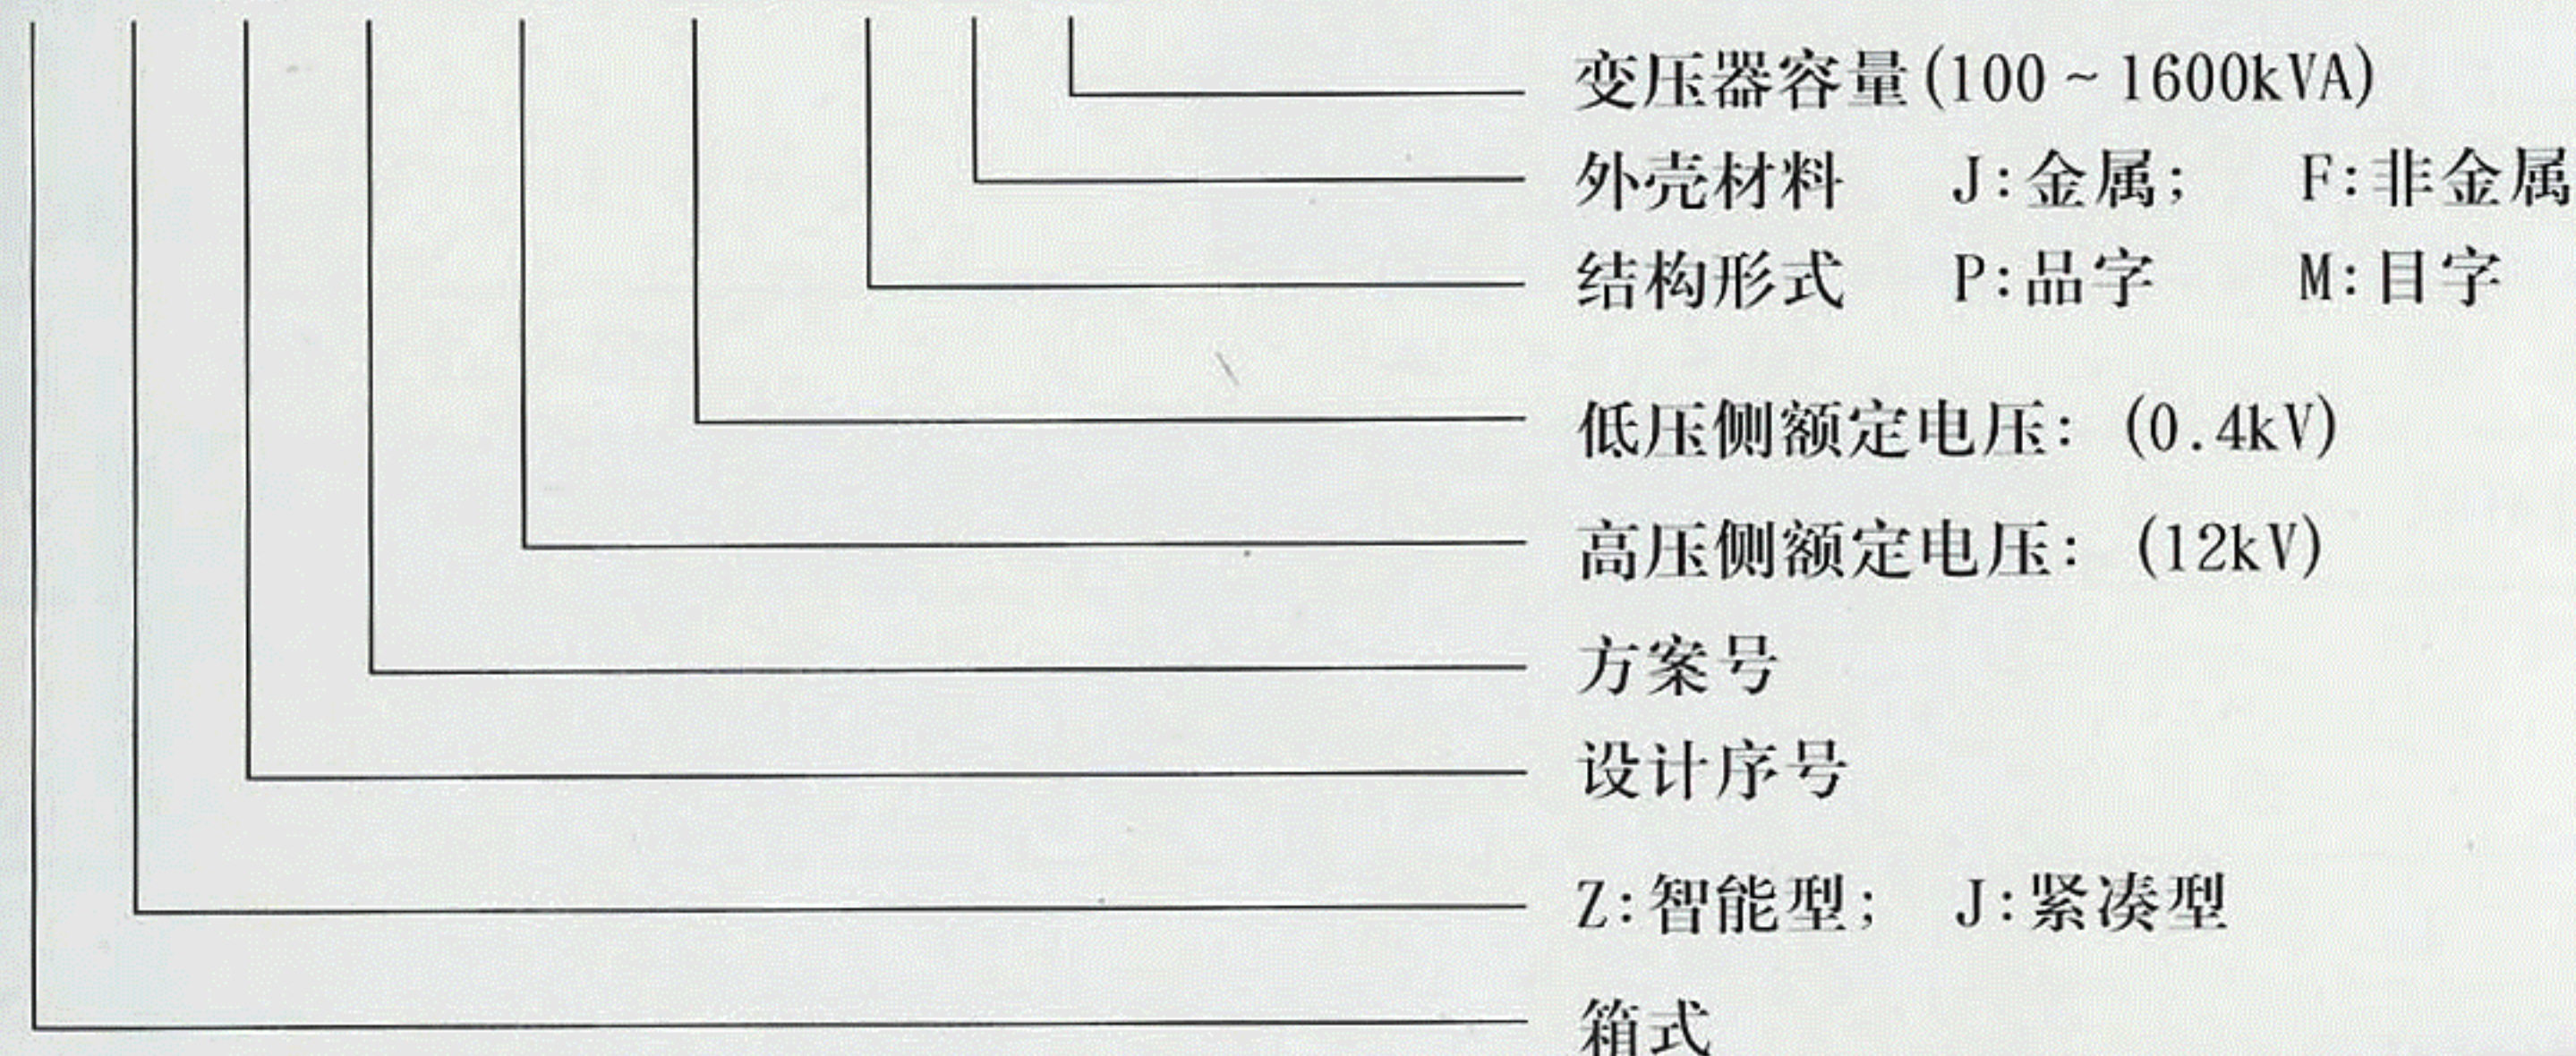 变压器容量(100~1600kVA)
外壳材料 J:金属; F:非金属
结构形式 P:品字 M:目字
低压侧额定电压: (0.4kV)
高压侧额定电压: (12kV)
方案号
设计序号
Z:智能型; J:紧凑型
箱式